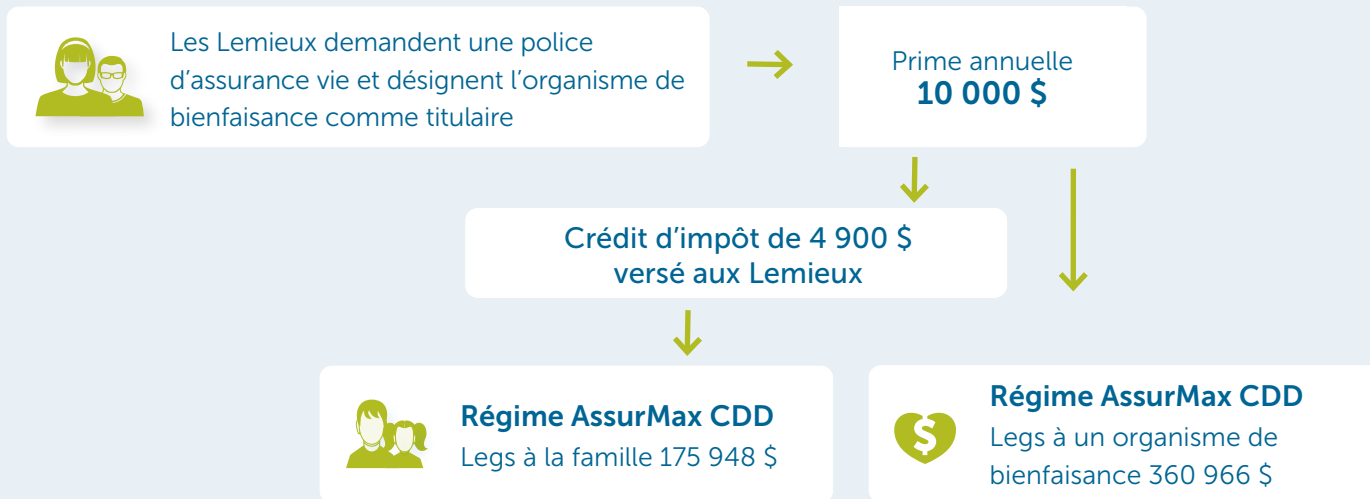 Les Lemieux demandent une police
d’assurance vie et désignent l’organisme de
bienfaisance comme titulaire
Prime annuelle
10 000 $
Crédit d’impôt de 4 900 $
versé aux Lemieux
Régime AssurMax CDD
Legs à la famille 175 948 $
$
Régime AssurMax CDD
Legs à un organisme de
bienfaisance 360 966 $